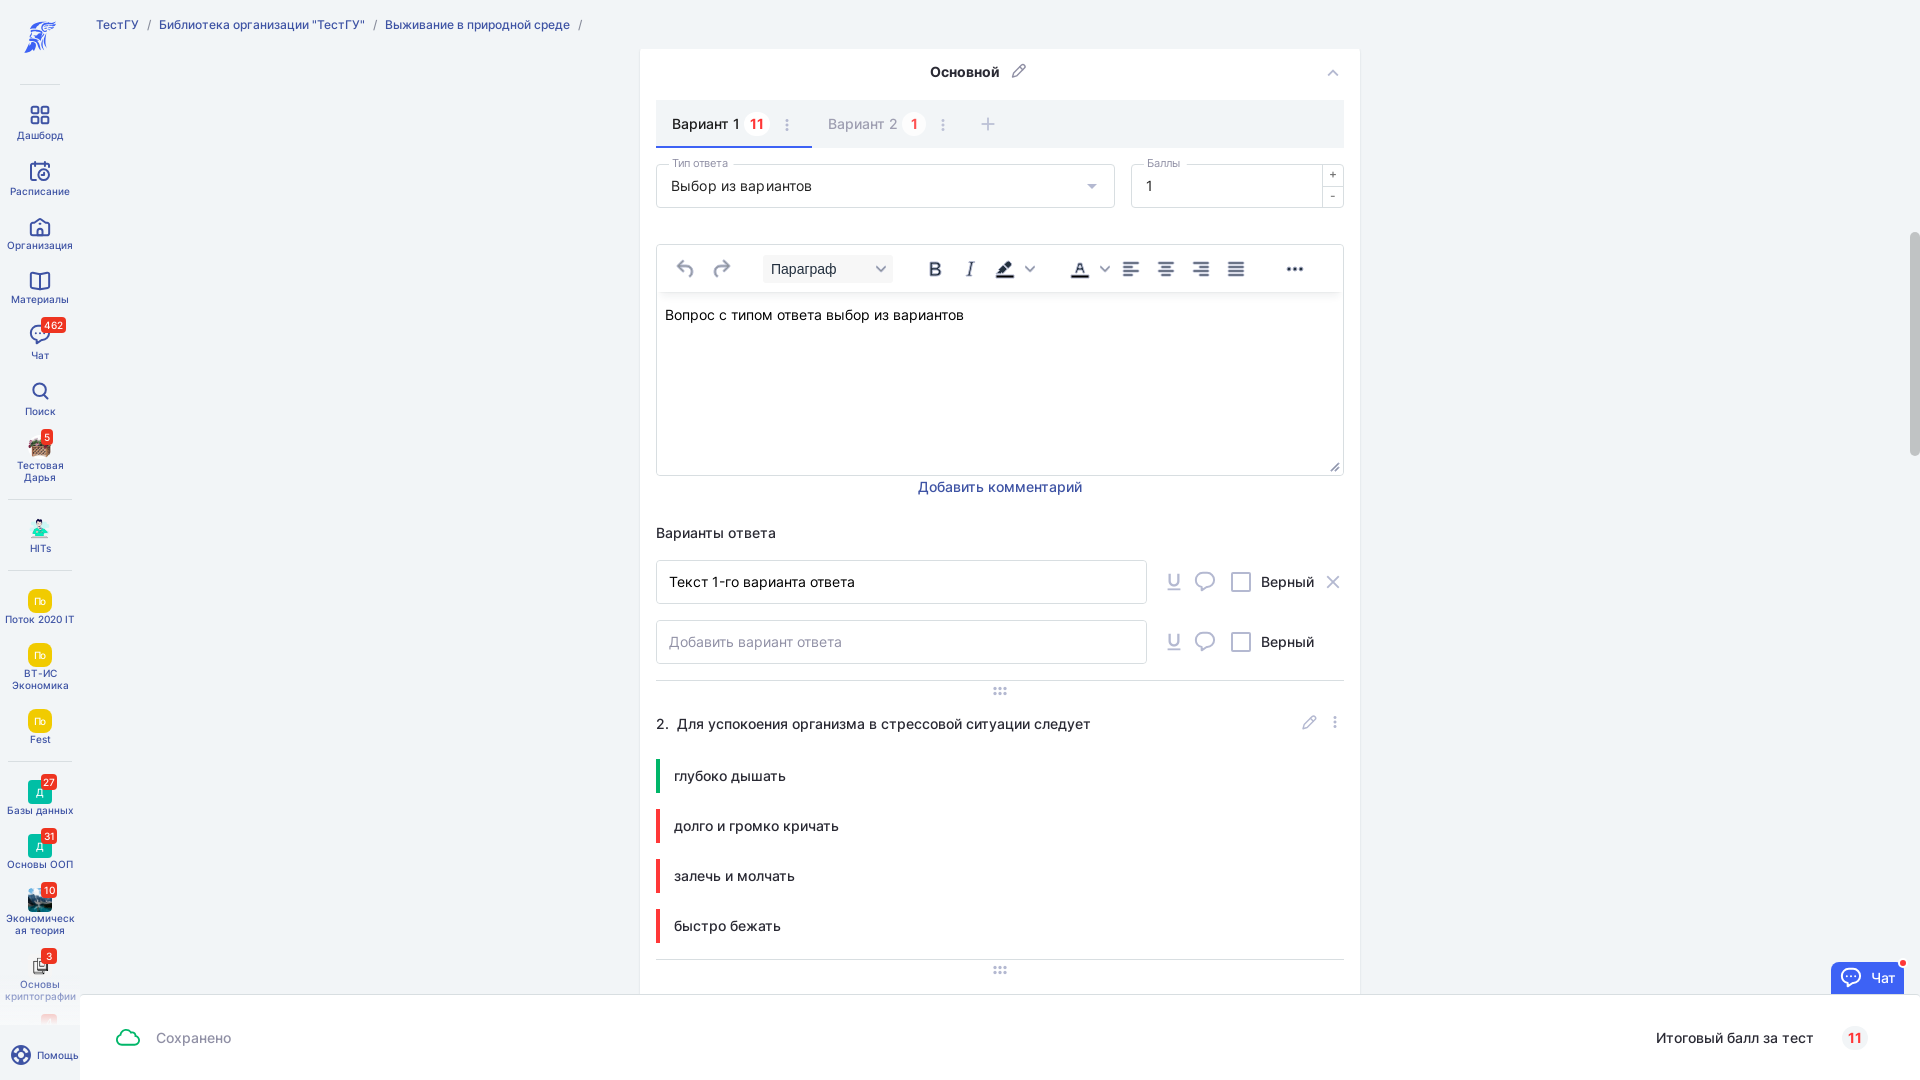 ТестГУ / Библиотека организации "ТестГУ" / Выживание в природной среде /
Дашборд
Расписание
Организация
Материалы
462
Чат
Поиск
5
Тестовая
Дарья
HITs
По
Поток 2020 IT
По
ВТ-ИС
Экономика
По
Fest
27
Д
Базы данных
31
Д
Основы ООП
10
Экономическ
ая теория
3
Основы
криптографии
Помощь
Основной
Вариант 1 11
Вариант 2 1
Тип ответа
Выбор из вариантов
Баллы
1
+
-
Параграф
B I A
Вопрос с типом ответа выбор из вариантов
Добавить комментарий
Варианты ответа
Текст 1-го варианта ответа
Верный
Добавить вариант ответа
Верный
2. Для успокоения организма в стрессовой ситуации следует
глубоко дышать
долго и громко кричать
залечь и молчать
быстро бежать
Чат
Сохранено
Итоговый балл за тест 11